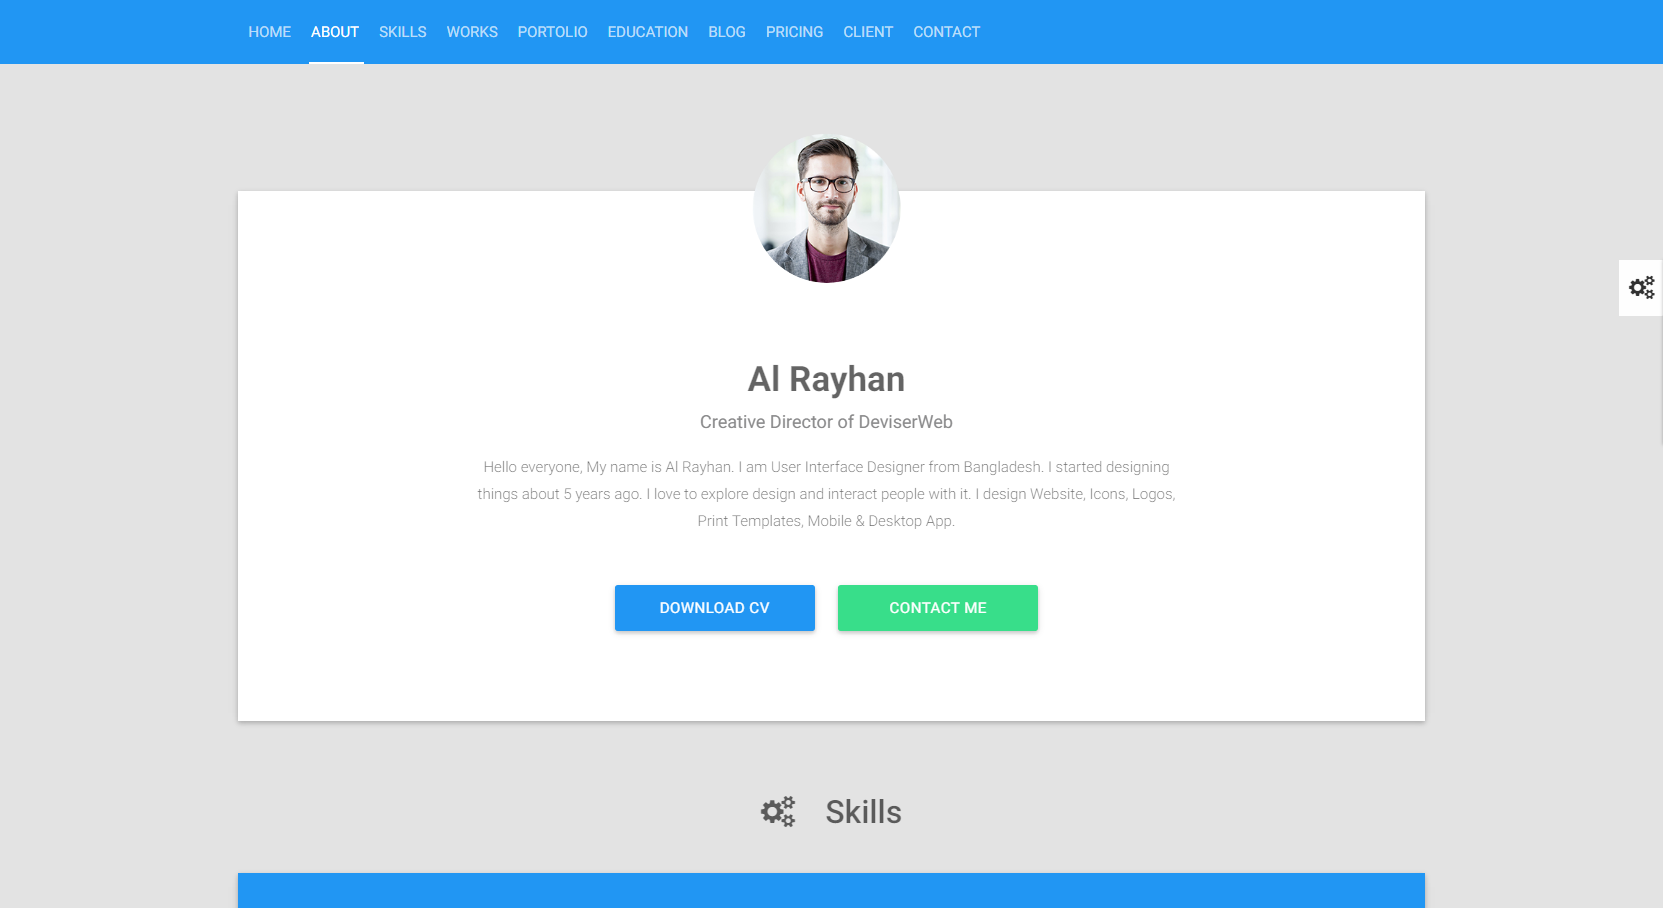 HOME ABOUT SKILLS WORKS PORTOLIO EDUCATION BLOG PRICING CLIENT CONTACT
Al Rayhan
Creative Director of DeviserWeb
Hello everyone, My name is Al Rayhan. I am User Interface Designer from Bangladesh. I started designing
things about 5 years ago. I love to explore design and interact people with it. I design Website, Icons, Logos,
Print Templates, Mobile & Desktop App.
DOWNLOAD CV CONTACT ME
Skills